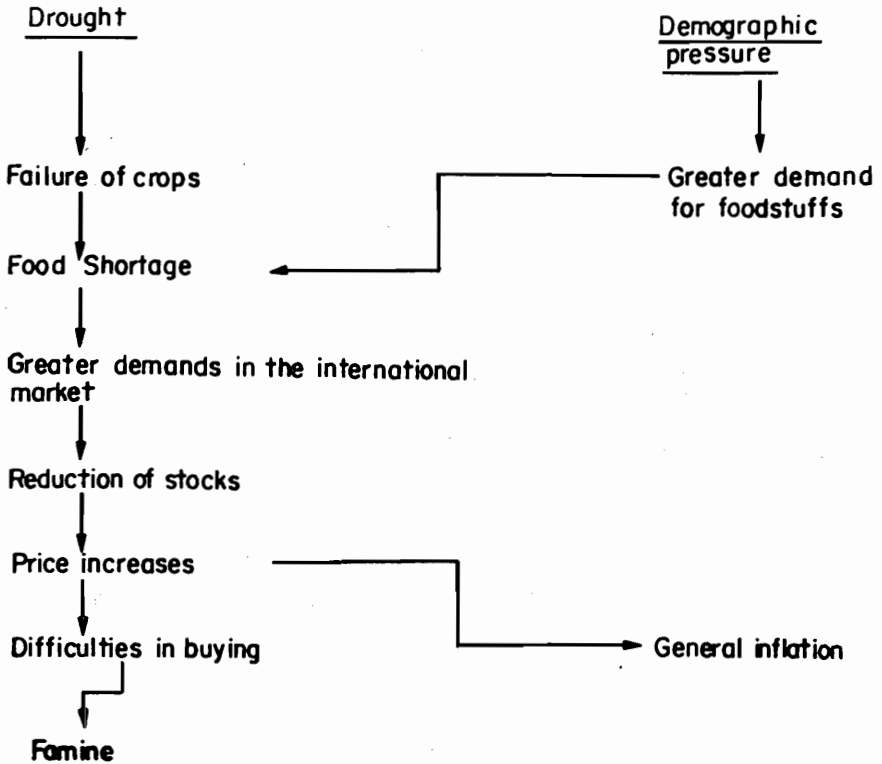 Drought
Demographic
pressure
Failure of crops
Greater demand
for foodstuffs
Food Shortage
Greater demands in the international
market
Reduction of stocks
Price increases
Difficulties in buying
General inflation
Famine